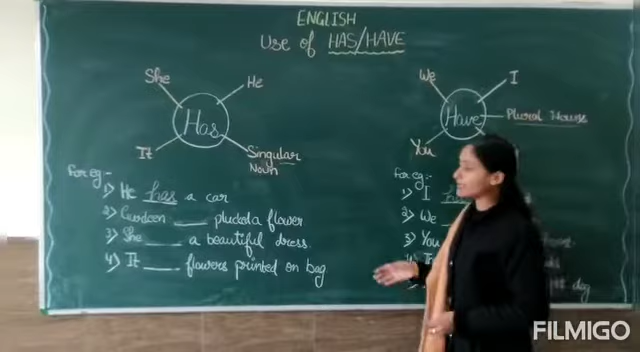 ENGLISH
Use of HAS/HAVE
She
He
Has
It
Singular
Noun
We
I
Have
Plural Nouns
You
For eg:-
1) He has a car
2) Gurdeen ___ plucked a flower
3) She ___ a beautiful dress.
4) It ___ flowers printed on bag
For eg:-
1) I
2) We
3) You
dog
FILMIGO